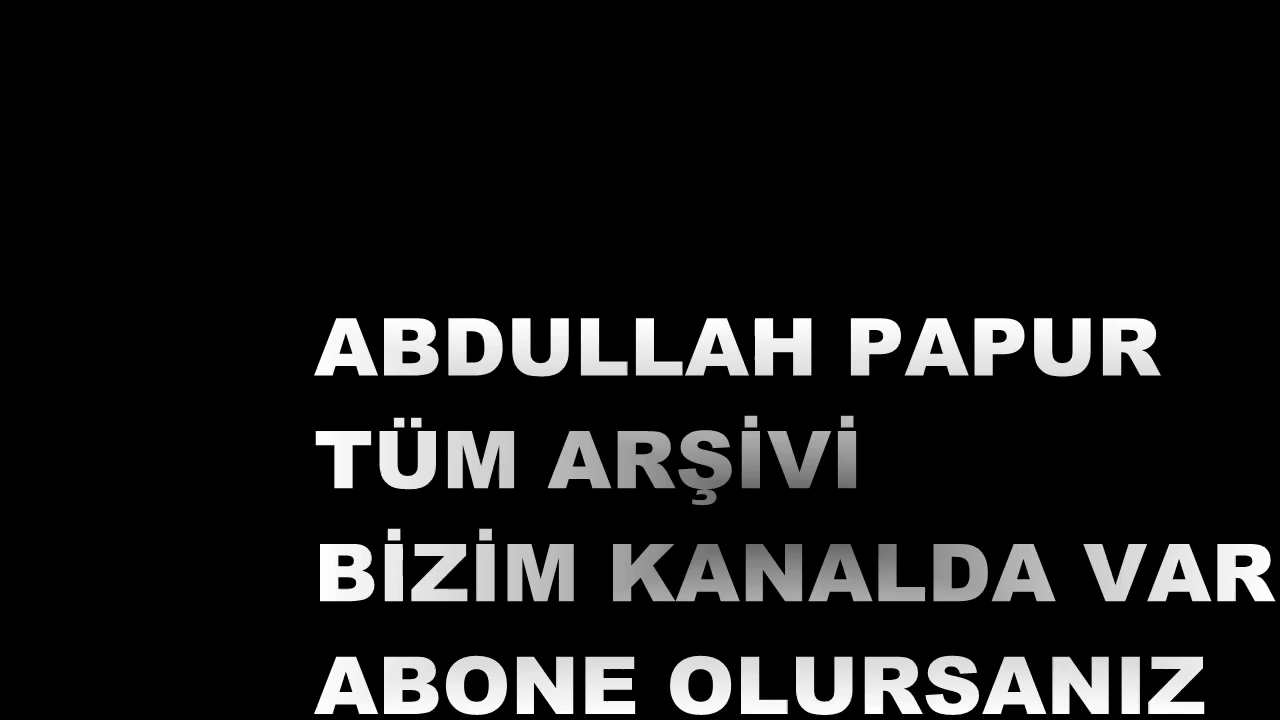 ABDULLAH PAPUR
TÜM ARŞİVİ
BİZİM KANALDA VAR
ABONE OLURSANIZ